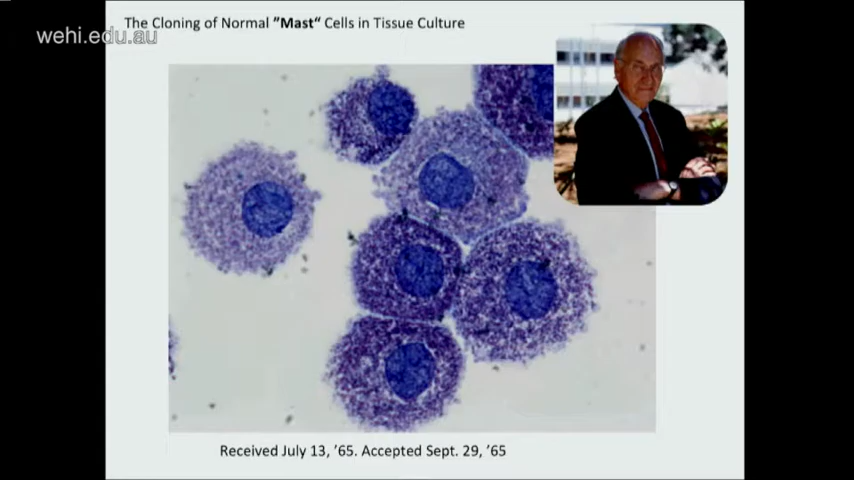 The Cloning of Normal ”Mast“ Cells in Tissue Culture
wehi.edu.au
Received July 13, ’65. Accepted Sept. 29, ’65